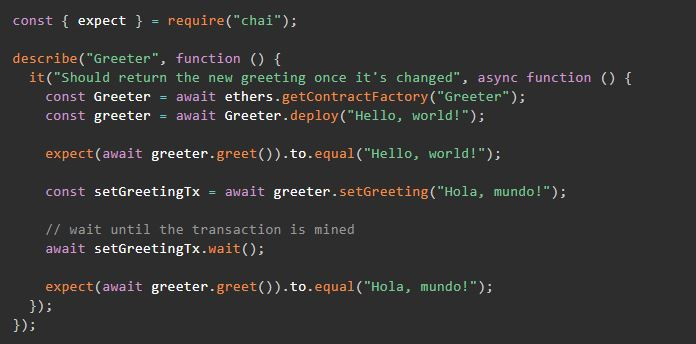 const { expect } = require("chai");
describe("Greeter", function () {
it("Should return the new greeting once it's changed", async function () {
const Greeter = await ethers.getContractFactory("Greeter");
const greeter = await Greeter.deploy("Hello, world!");
expect(await greeter.greet()).to.equal("Hello, world!");
const setGreetingTx = await greeter.setGreeting("Hola, mundo!");
// wait until the transaction is mined
await setGreetingTx.wait();
expect(await greeter.greet()).to.equal("Hola, mundo!");
});
});